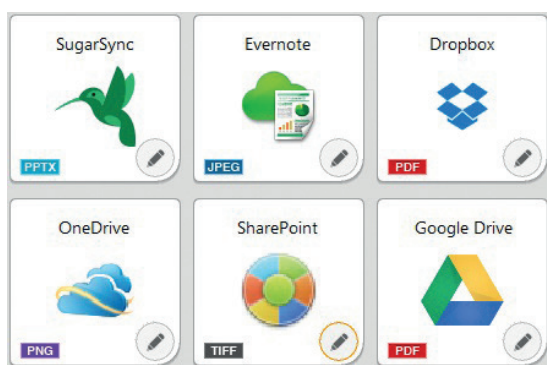 SugarSync
Evernote
Dropbox
PPTX
JPEG
PDF
OneDrive
SharePoint
Google Drive
PNG
TIFF
PDF